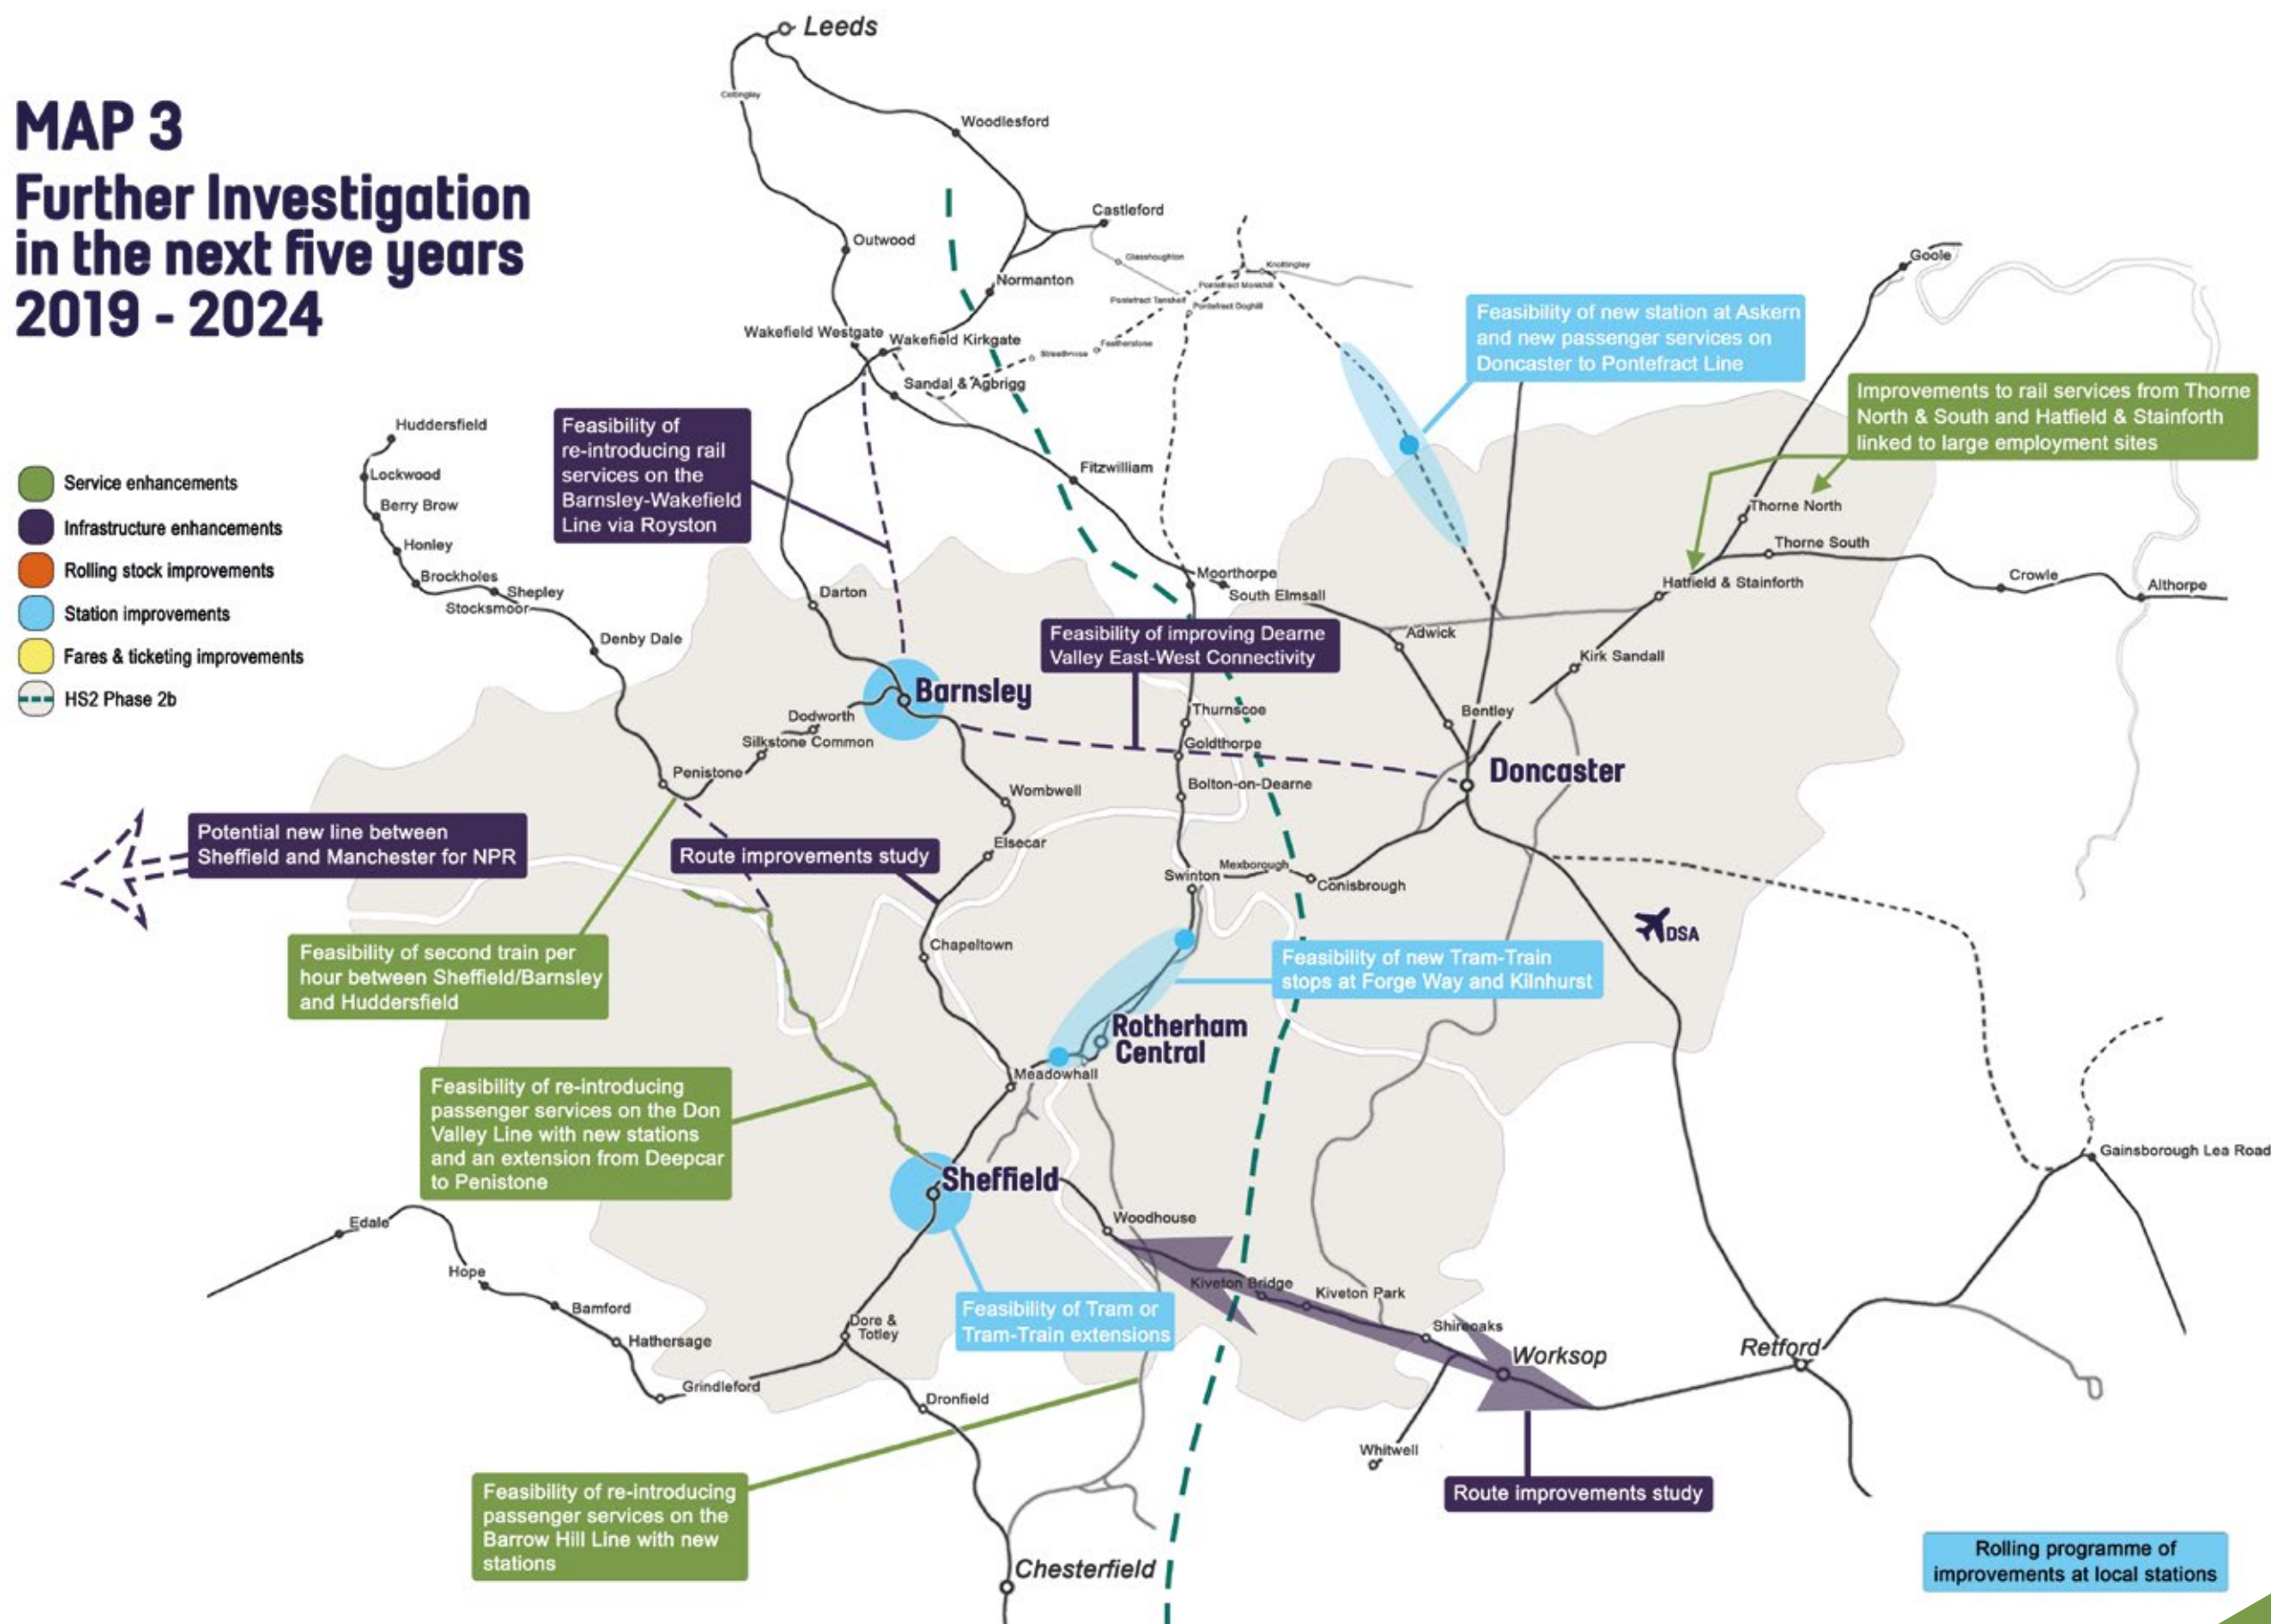 MAP 3
Further Investigation
in the next five years
2019 - 2024
Service enhancements
Infrastructure enhancements
Rolling stock improvements
Station improvements
Fares & ticketing improvements
HS2 Phase 2b
Leeds
Cottingley
Woodlesford
Outwood
Castleford
Glasshoughton
Normanton
Knottingley
Pontefract Monkhill
Pontefract Tanshelf
Pontefract Baghill
Wakefield Westgate
Wakefield Kirkgate
Streethouse
Featherstone
Sandal & Agbrigg
Fitzwilliam
Goole
Feasibility of new station at Askern
and new passenger services on
Doncaster to Pontefract Line
Improvements to rail services from Thorne
North & South and Hatfield & Stainforth
linked to large employment sites
Feasibility of
re-introducing rail
services on the
Barnsley-Wakefield
Line via Royston
Huddersfield
Lockwood
Berry Brow
Honley
Brockholes
Shepley
Stocksmoor
Denby Dale
Darton
Moorthorpe
South Elmsall
Thorne North
Thorne South
Hatfield & Stainforth
Crowle
Althorpe
Feasibility of improving Dearne
Valley East-West Connectivity
Adwick
Kirk Sandall
Barnsley
Dodworth
Silkstone Common
Penistone
Thurnscoe
Goldthorpe
Bolton-on-Dearne
Bentley
Doncaster
Wombwell
Elsecar
Potential new line between
Sheffield and Manchester for NPR
Route improvements study
Swinton
Mexborough
Conisbrough
DSA
Feasibility of second train per
hour between Sheffield/Barnsley
and Huddersfield
Chapeltown
Feasibility of new Tram-Train
stops at Forge Way and Kilnhurst
Rotherham
Central
Meadowhall
Feasibility of re-introducing
passenger services on the Don
Valley Line with new stations
and an extension from Deepcar
to Penistone
Sheffield
Gainsborough Lea Road
Woodhouse
Edale
Hope
Bamford
Hathersage
Grindleford
Dore &
Totley
Feasibility of Tram or
Tram-Train extensions
Kiveton Bridge
Kiveton Park
Shireoaks
Worksop
Retford
Dronfield
Whitwell
Route improvements study
Feasibility of re-introducing
passenger services on the
Barrow Hill Line with new
stations
Chesterfield
Rolling programme of
improvements at local stations